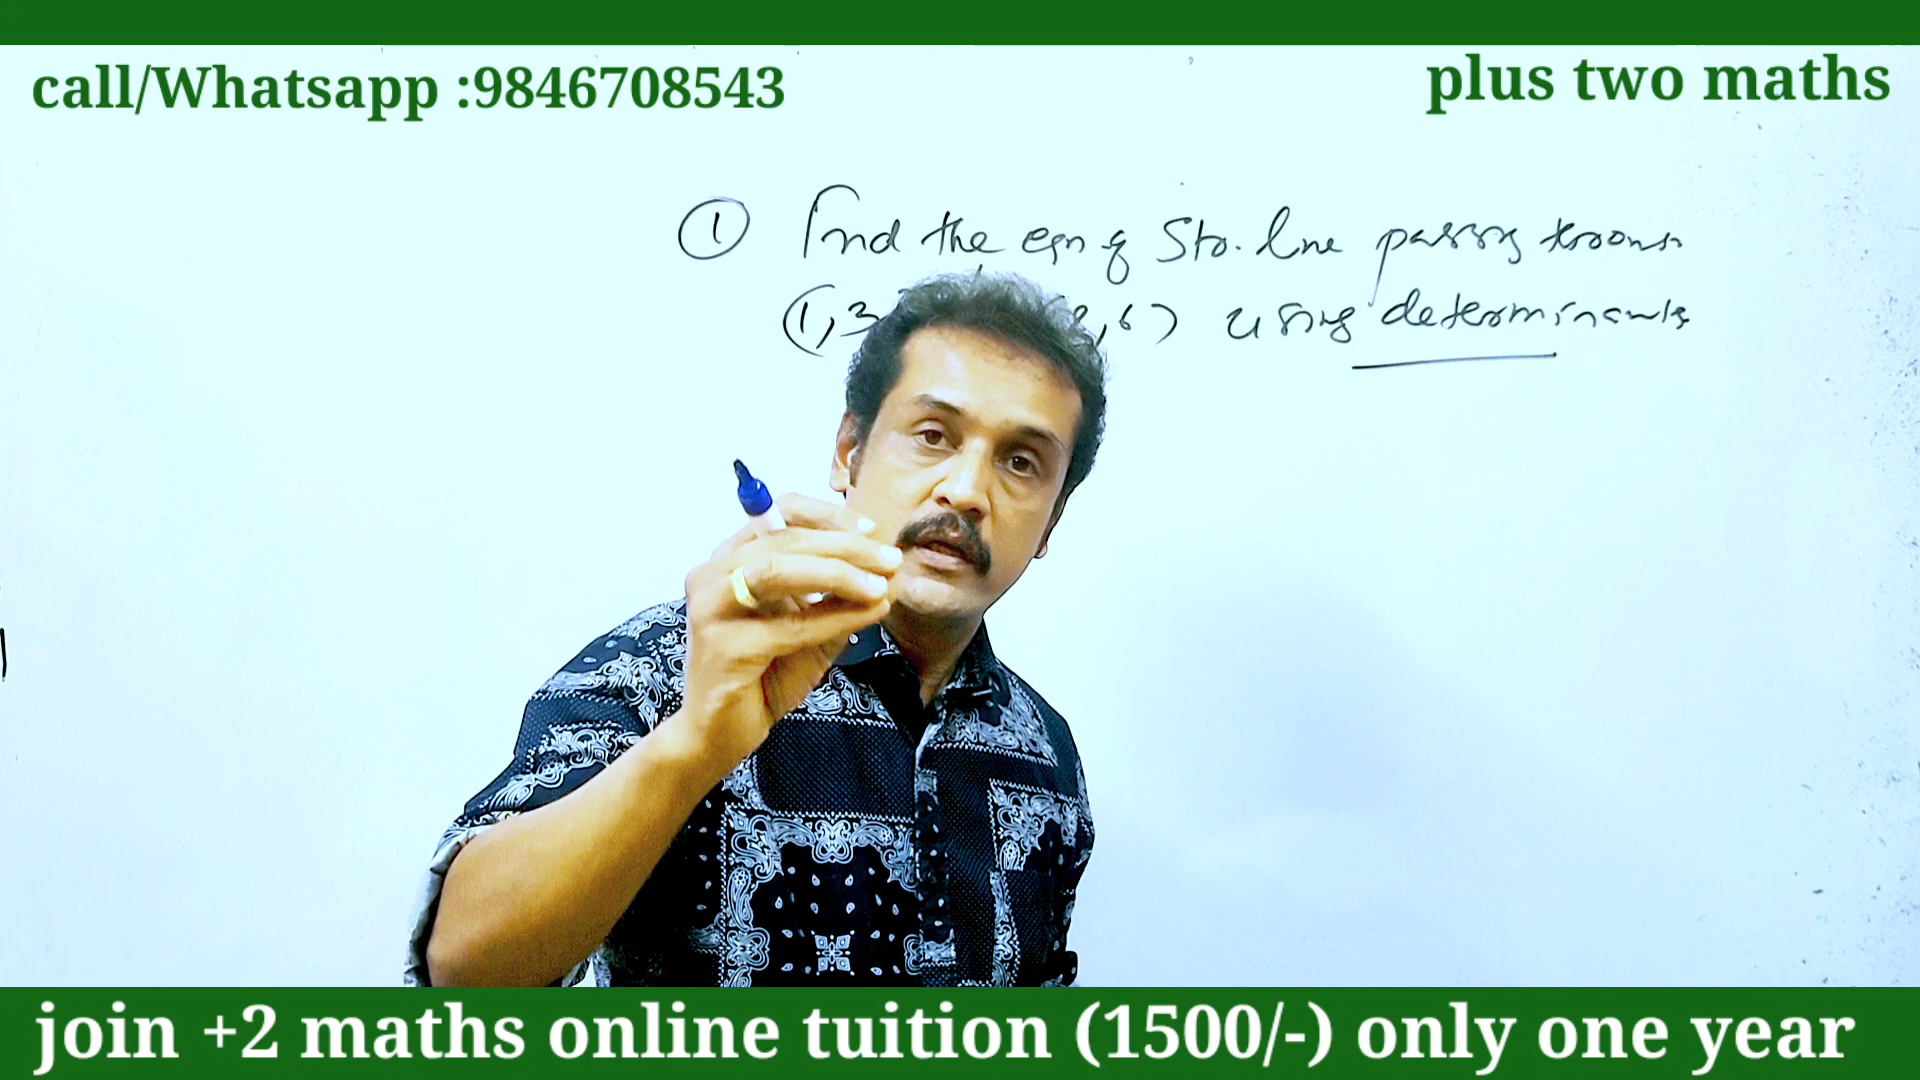 call/Whatsapp :9846708543
plus two maths
① Find the eqn of Str. line passing through
(1,3 ,6) using determinants
join +2 maths online tuition (1500/-) only one year